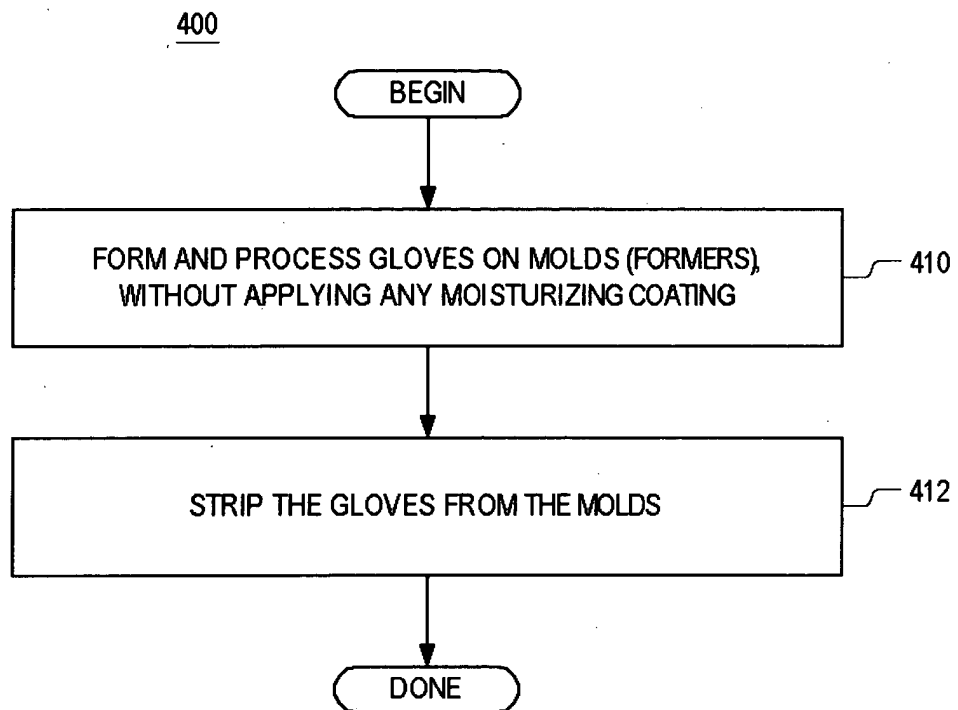 400
BEGIN
FORM AND PROCESS GLOVES ON MOLDS (FORMERS),
WITHOUT APPLYING ANY MOISTURIZING COATING
410
STRIP THE GLOVES FROM THE MOLDS
412
DONE